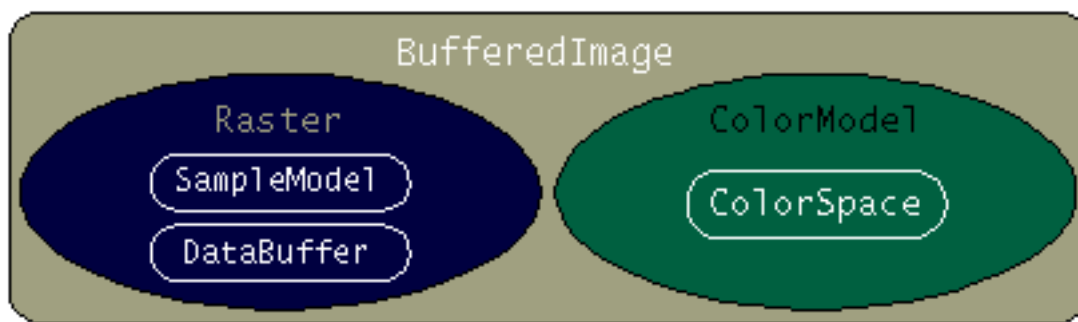 BufferedImage
Raster
SampleModel
DataBuffer
ColorModel
ColorSpace